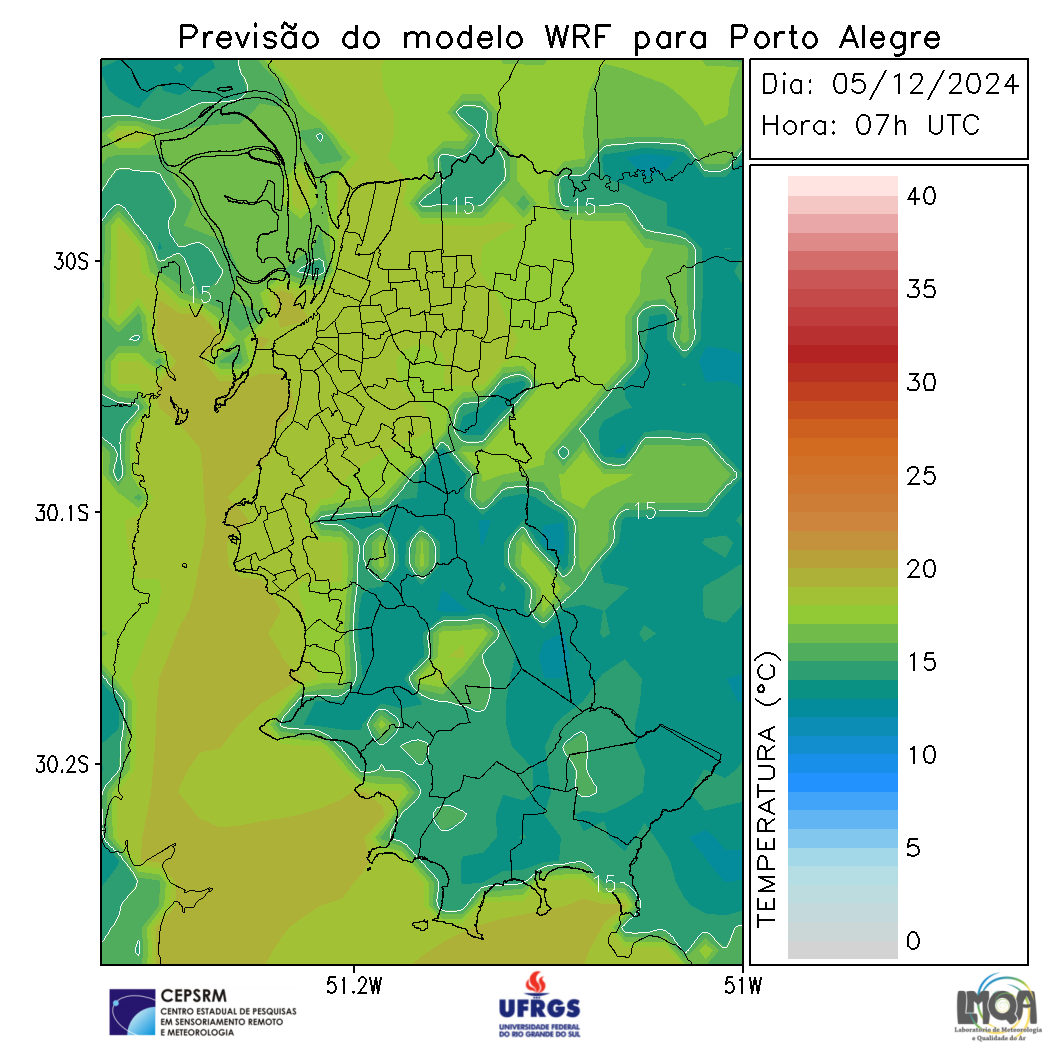 Previsão do modelo WRF para Porto Alegre
Dia: 05/12/2024
Hora: 07h UTC
40
35
30
25
20
15
10
5
0
TEMPERATURA (°C)
30S
30.1S
30.2S
51.2W
51W
15
15
15
15
15
CEPSRM
CENTRO ESTADUAL DE PESQUISAS
EM SENSORIAMENTO REMOTO
E METEOROLOGIA
UFRGS
UNIVERSIDADE FEDERAL
DO RIO GRANDE DO SUL
LMQA
Laboratório de Meteorologia
e Qualidade do Ar